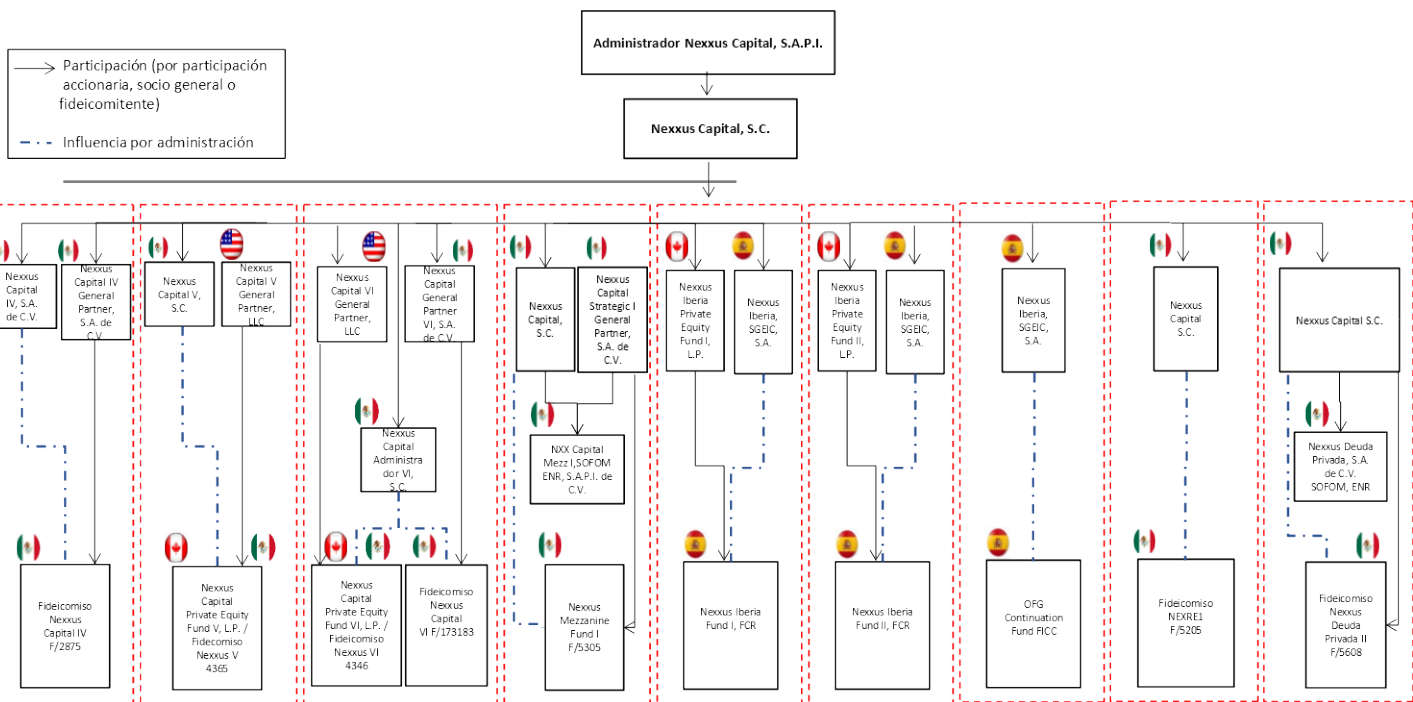 Administrador Nexxus Capital, S.A.P.I.
Participación (por participación
accionaria, socio general o
fideicomitente)
Influencia por administración
Nexxus Capital, S.C.
Nexxus
Capital
IV, S.A.
de C.V.
Nexxus
Capital IV
General
Partner,
S.A. de
C.V
Nexxus
Capital V,
S.C.
Nexxus
Capital V
General
Partner,
LLC
Nexxus
Capital VI
General
Partner,
LLC
Nexxus
Capital
General
Partner
VI, S.A.
de C.V.
Nexxus
Capital,
S.C.
Nexxus
Capital
Strategic I
General
Partner,
S.A. de
C.V.
Nexxus
Iberia
Private
Equity
Fund I,
L.P.
Nexxus
Iberia,
SGEIC,
S.A.
Nexxus
Iberia
Private
Equity
Fund II,
L.P.
Nexxus
Iberia,
SGEIC,
S.A.
Nexxus
Iberia,
SGEIC,
S.A.
Nexxus
Capital
S.C.
Nexxus Capital S.C.
Nexxus
Capital
Administra
dor VI,
S.C.
NXX Capital
Mezz I,SOFOM
ENR, S.A.P.I. de
C.V.
Nexxus Deuda
Privada, S.A.
de C.V.
SOFOM, ENR
Fideicomiso
Nexxus
Capital IV
F/2875
Nexxus
Capital
Private Equity
Fund V, L.P. /
Fidecomiso
Nexxus V
4365
Nexxus
Capital
Private Equity
Fund VI, L.P. /
Fideicomiso
Nexxus VI
4346
Fideicomiso
Nexxus
Capital
VI F/173183
Nexxus
Mezzanine
Fund I
F/5305
Nexxus Iberia
Fund I, FCR
Nexxus Iberia
Fund II, FCR
OFG
Continuation
Fund FICC
Fideicomiso
NEXRE1
F/5205
Fideicomiso
Nexxus
Deuda
Privada II
F/5608